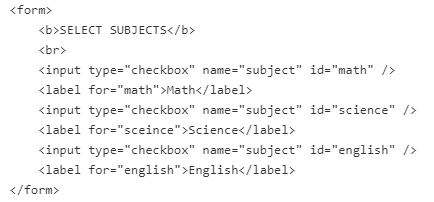 <form>
<b>SELECT SUBJECTS</b>
<br>
<input type="checkbox" name="subject" id="math" />
<label for="math">Math</label>
<input type="checkbox" name="subject" id="science" />
<label for="sceince">Science</label>
<input type="checkbox" name="subject" id="english" />
<label for="english">English</label>
</form>